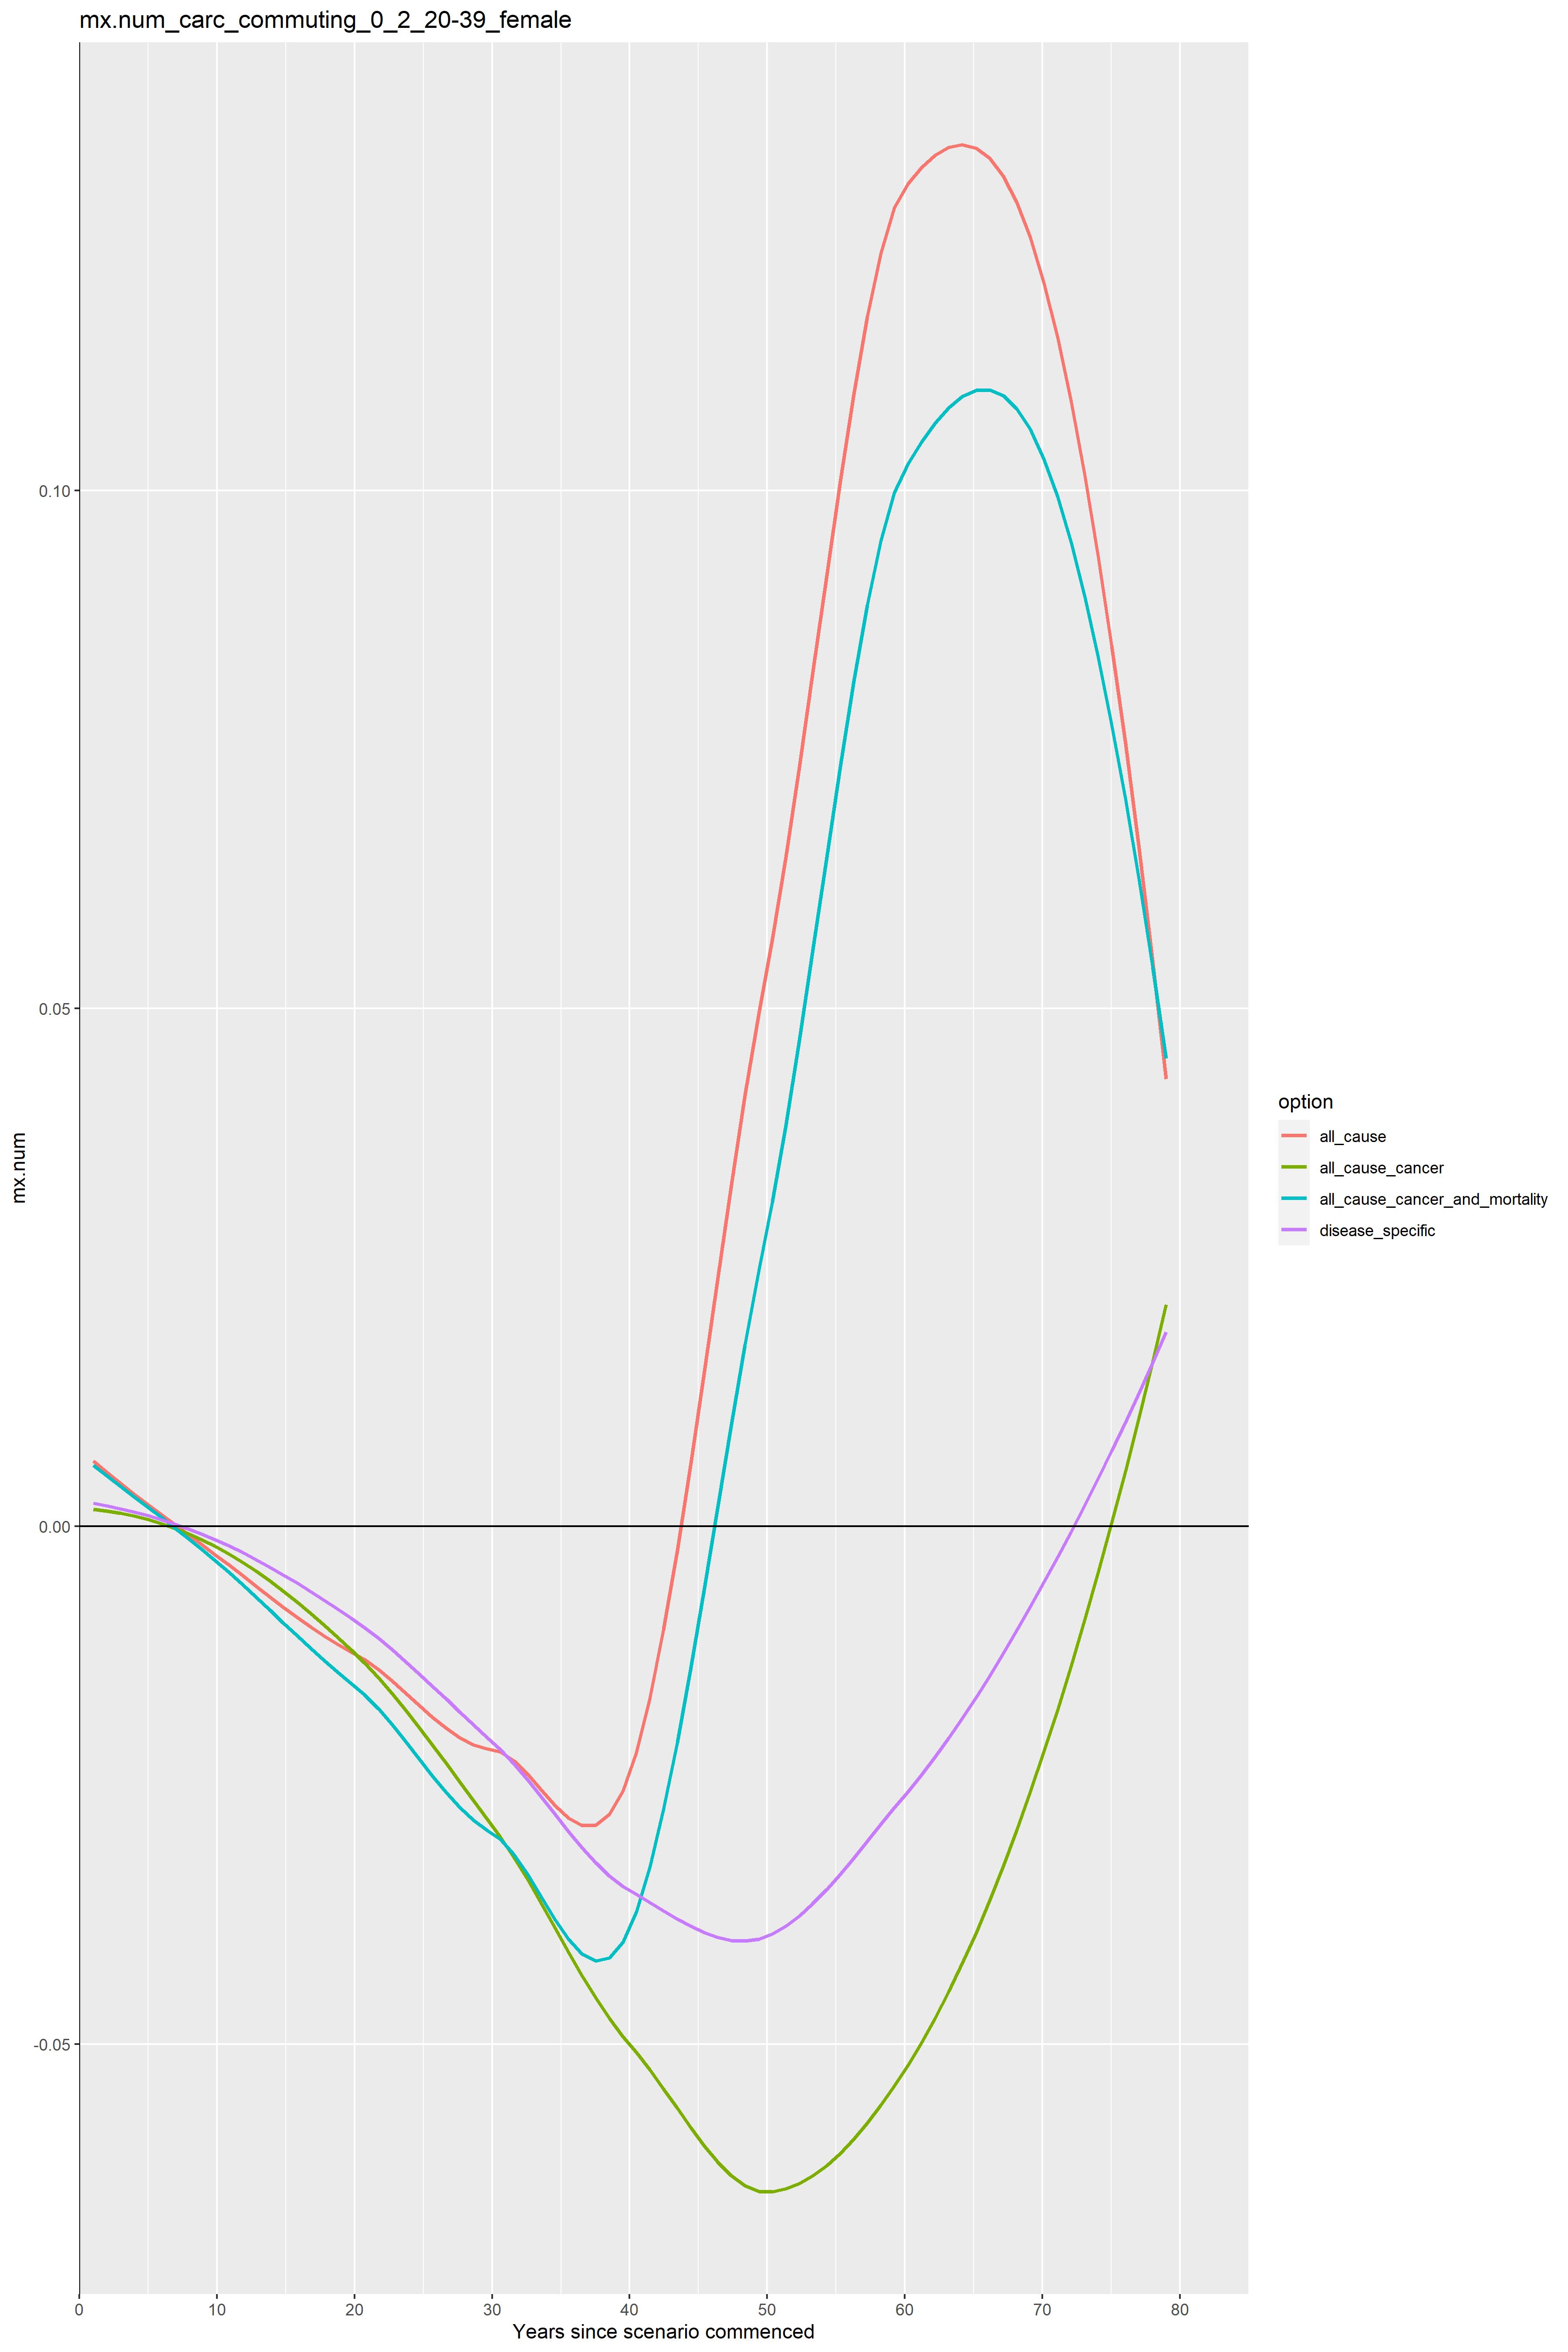 mx.num_carc_commuting_0_2_20-39_female
0.10
0.05
0.00
-0.05
mx.num
0 10 20 30 40 50 60 70 80
Years since scenario commenced
option
all_cause
all_cause_cancer
all_cause_cancer_and_mortality
disease_specific